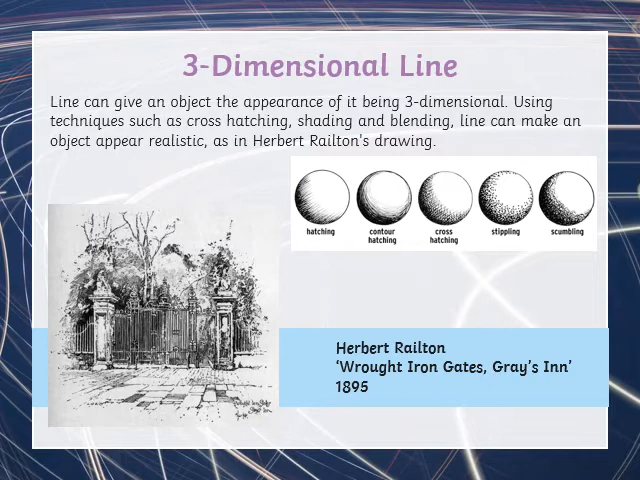 3-Dimensional Line
Line can give an object the appearance of it being 3-dimensional. Using
techniques such as cross hatching, shading and blending, line can make an
object appear realistic, as in Herbert Railton's drawing.
hatching
contour
hatching
cross
hatching
stippling
scumbling
Herbert Railton
‘Wrought Iron Gates, Gray’s Inn’
1895